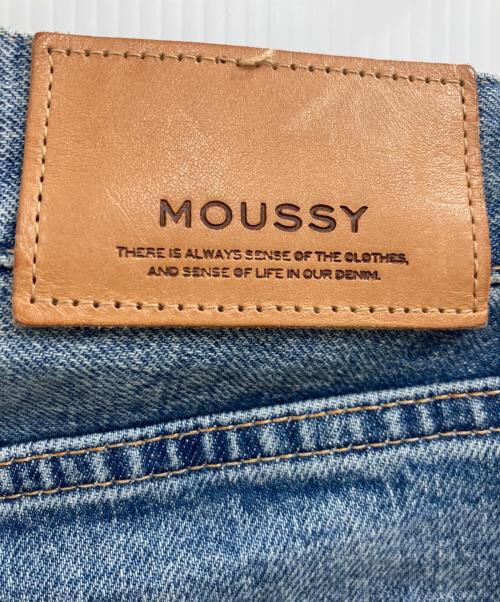 MOUSSY
THERE IS ALWAYS SENSE OF THE CLOTHES,
AND SENSE OF LIFE IN OUR DENIM.